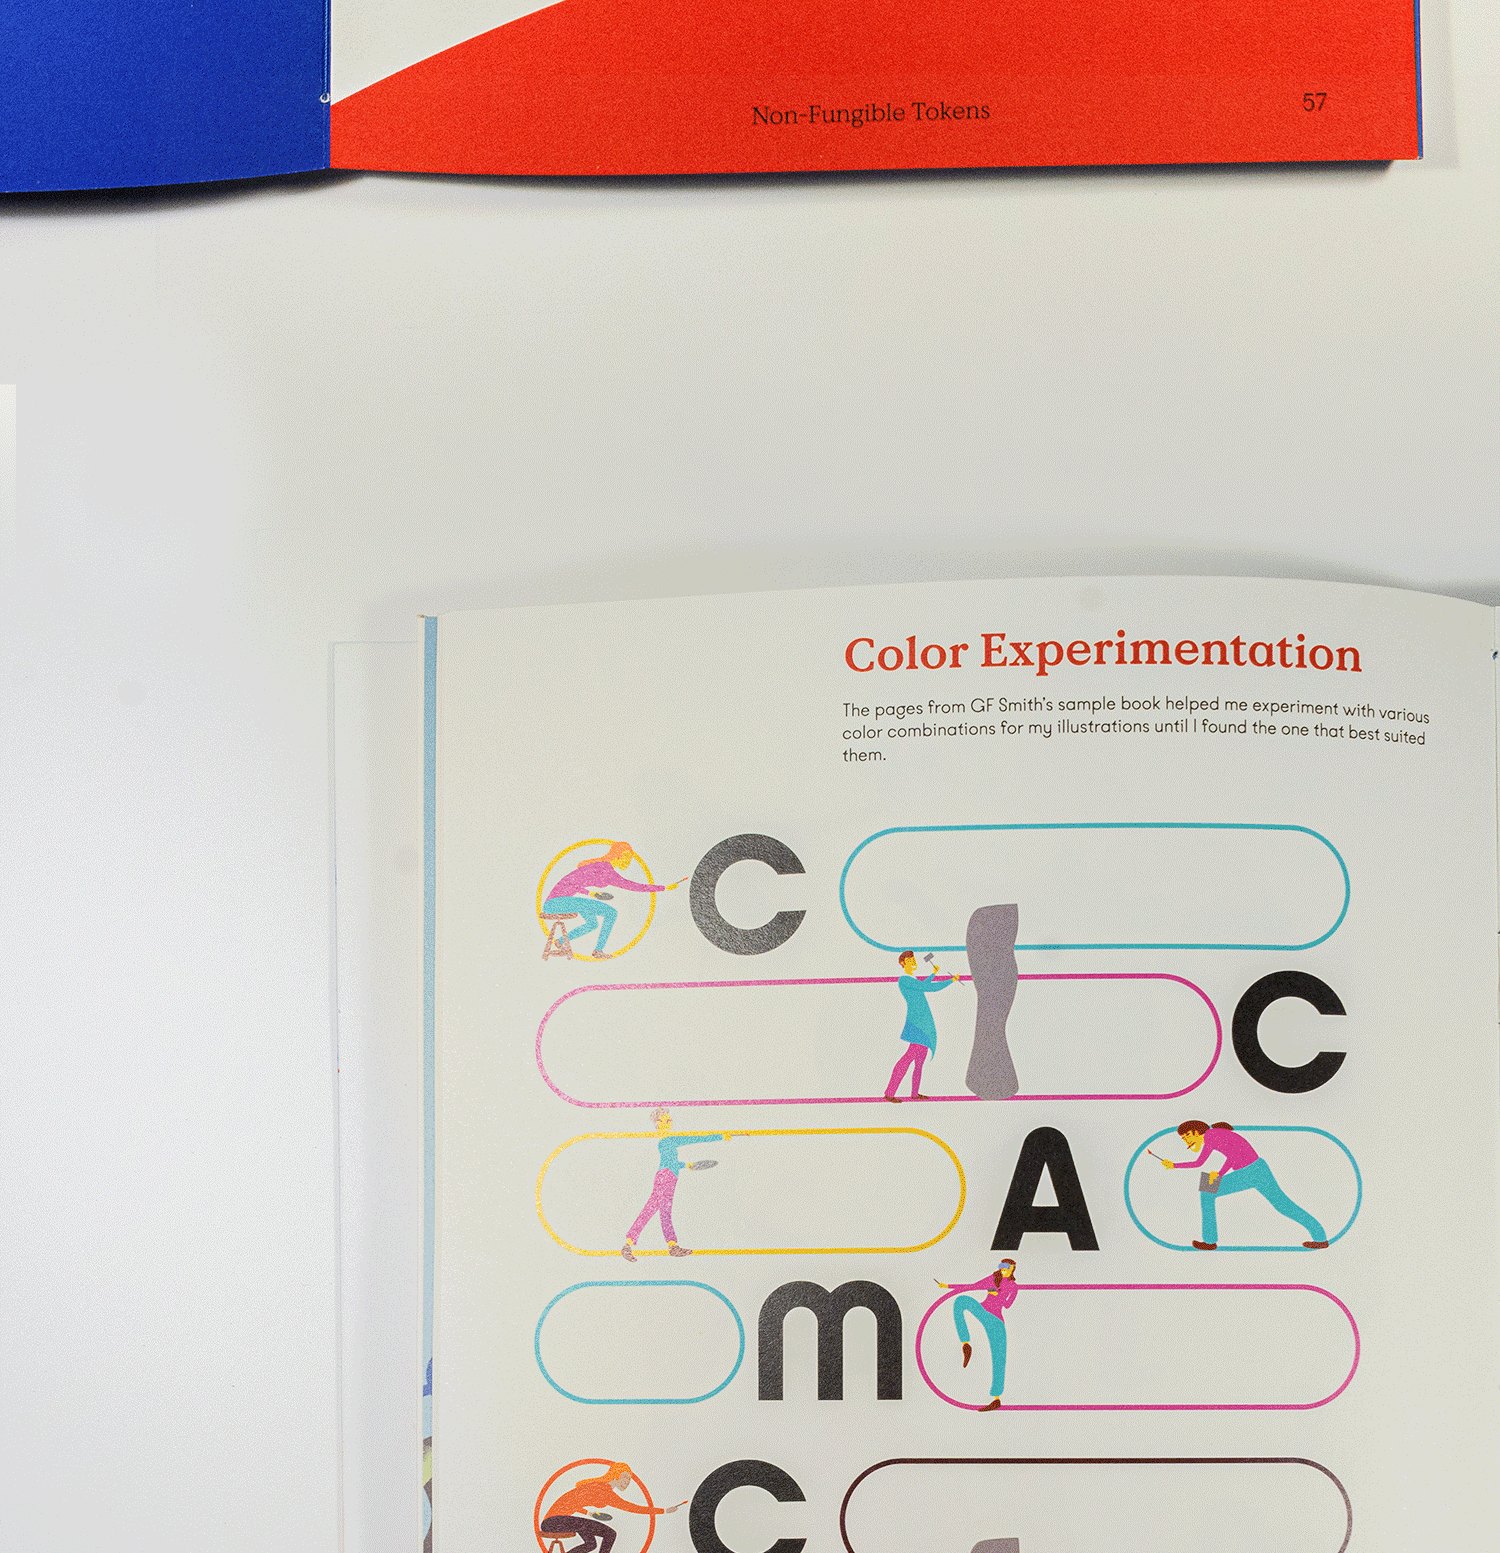 Non-Fungible Tokens
57
Color Experimentation
The pages from GF Smith's sample book helped me experiment with various
color combinations for my illustrations until I found the one that best suited
them.
C
C
A
m
C